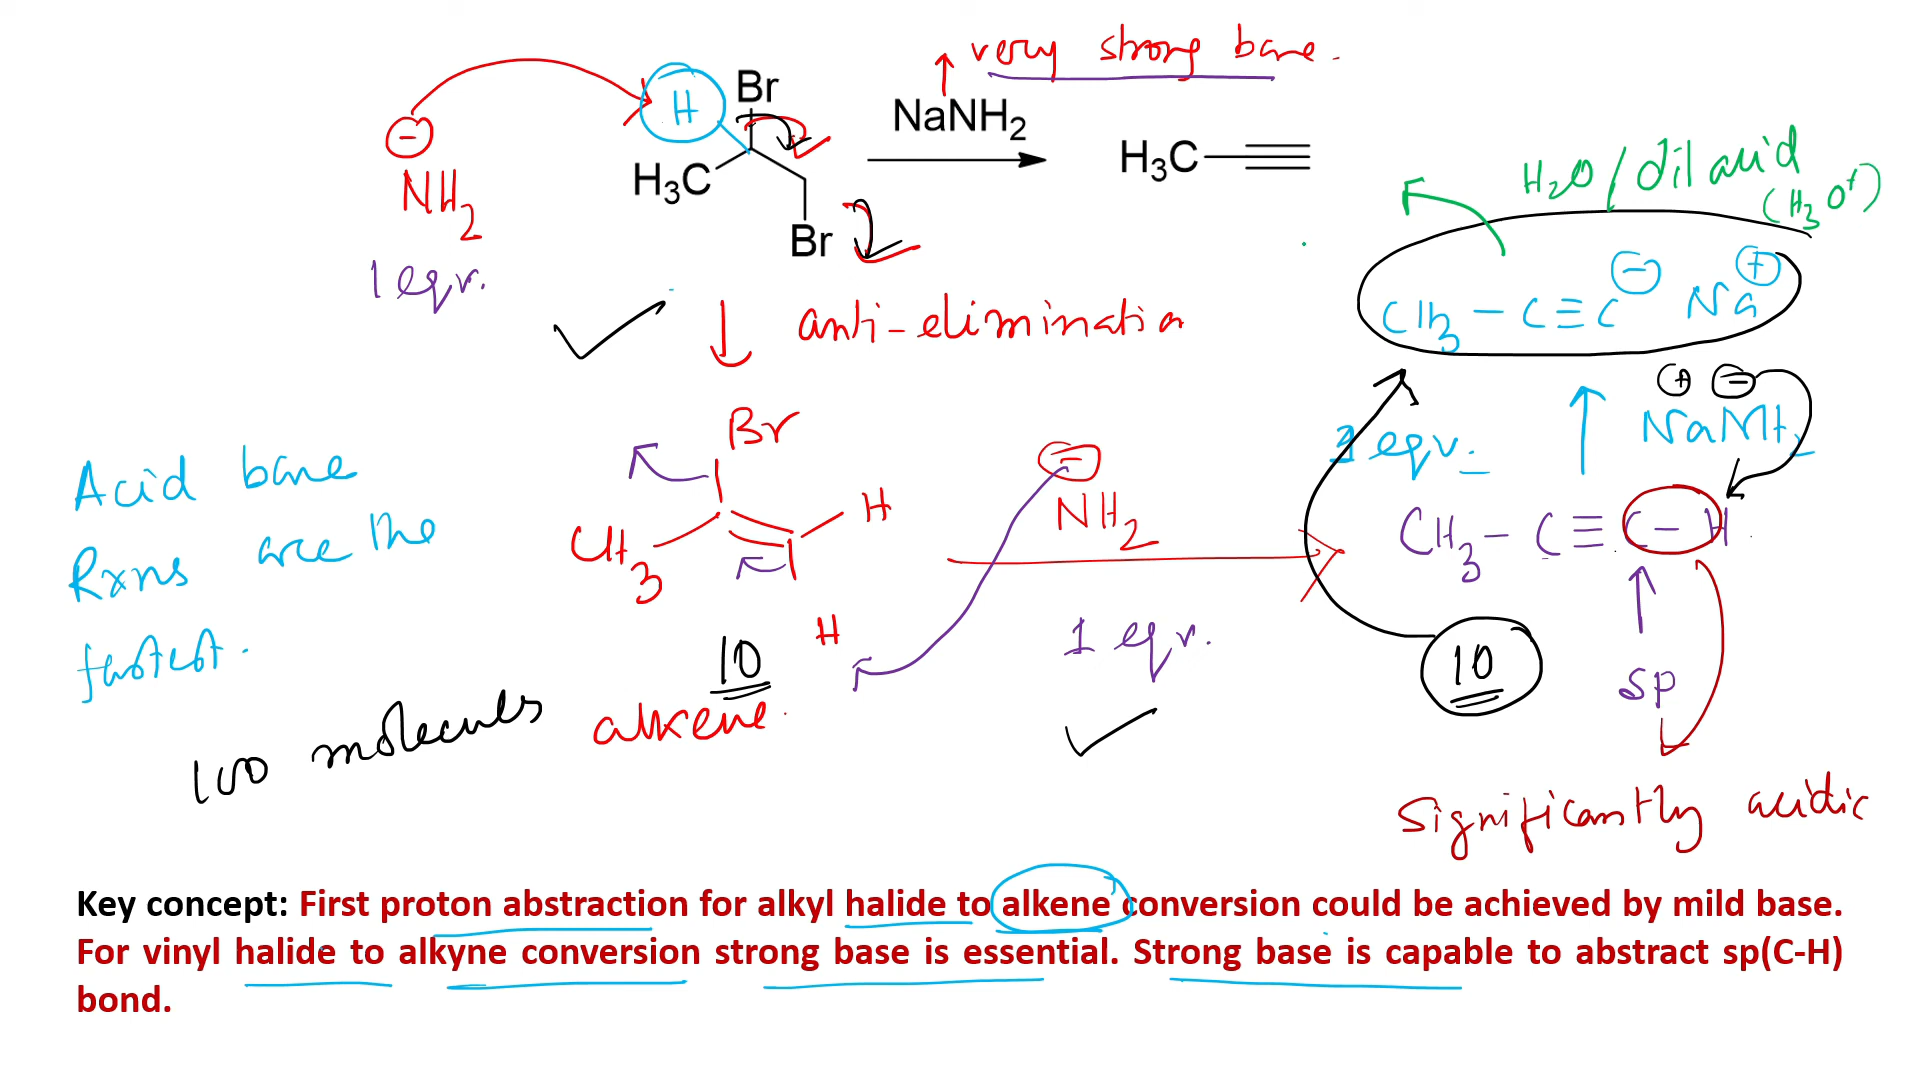 very strong base.
Br
H
NaNH2
⊖
NH2
H3C
H3C
Br
1 eqv.
H2O / dil acid
(H3O+)
CH3 - C≡C⊖ Na⊕
anti-elimination
⊕ ⊖
NaNH2
1 eqv.
Br
⊖
NH2
Acid base
Rxns are the
fastest.
CH3
H
H
CH3 - C≡C-H
1 eqv.
10
10
sp
100 molecules
alkene.
Significantly acidic
Key concept: First proton abstraction for alkyl halide to alkene conversion could be achieved by mild base.
For vinyl halide to alkyne conversion strong base is essential. Strong base is capable to abstract sp(C-H)
bond.